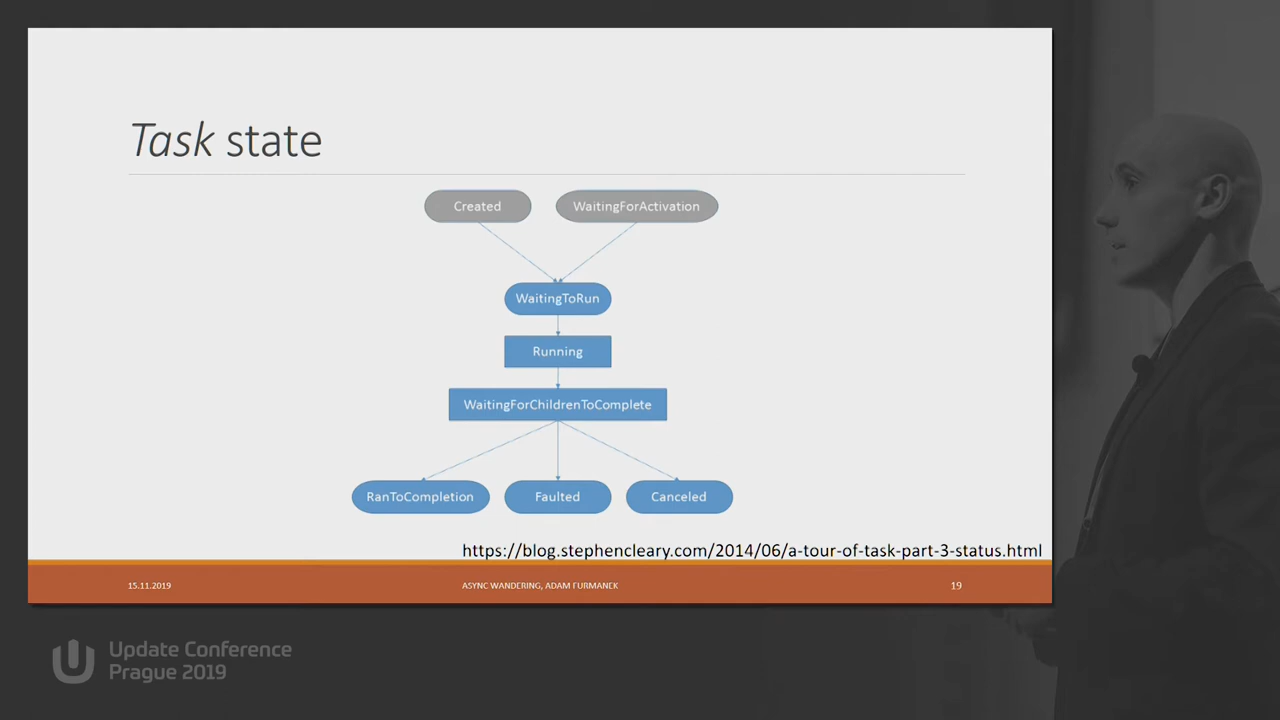 Task state
Created
WaitingForActivation
WaitingToRun
Running
WaitingForChildrenToComplete
RanToCompletion
Faulted
Canceled
https://blog.stephencleary.com/2014/06/a-tour-of-task-part-3-status.html
15.11.2019
ASYNC WANDERING, ADAM FURMANEK
19
Update Conference
Prague 2019